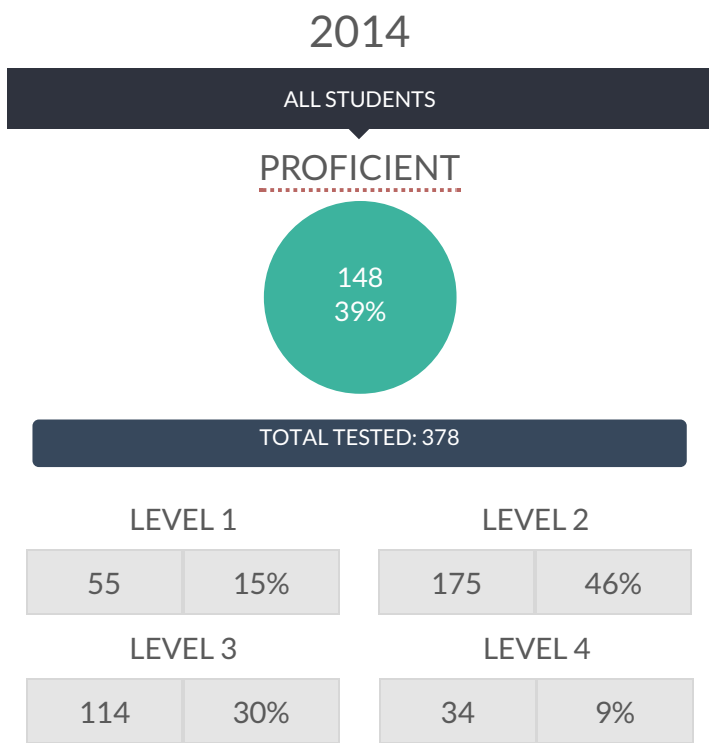 2014
ALL STUDENTS
PROFICIENT
148
39%
TOTAL TESTED: 378
LEVEL 1
LEVEL 2
55 15%
175 46%
LEVEL 3
LEVEL 4
114 30%
34 9%